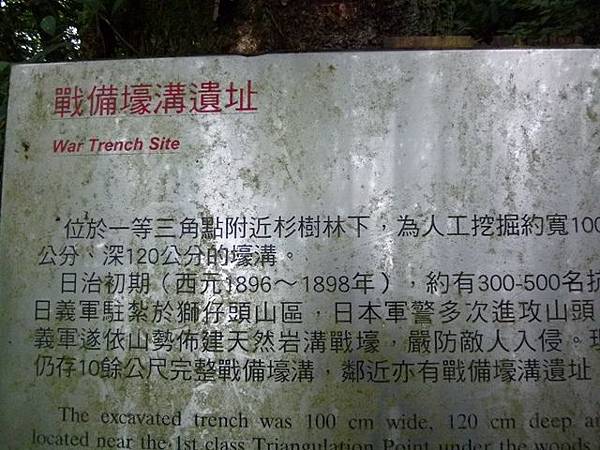 戰備壕溝遺址
War Trench Site
位於一等三角點附近杉樹林下，為人工挖掘約寬100
公分、深120公分的壕溝。
日治初期（西元1896～1898年），約有300-500名抗
日義軍駐紮於獅仔頭山區，日本軍警多次進攻山頭
義軍遂依山勢佈建天然岩溝戰壕，嚴防敵人入侵。現
仍存10餘公尺完整戰備壕溝，鄰近亦有戰備壕溝遺址
The excavated trench was 100 cm wide, 120 cm deep
located near the 1st class Triangulation Point under the woods